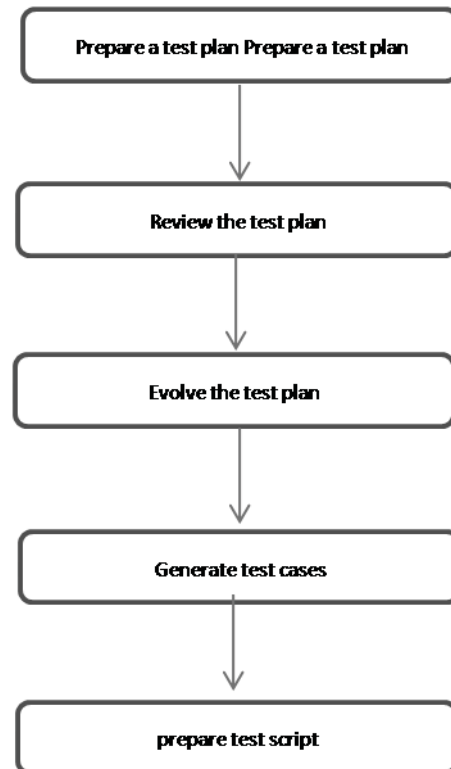 Prepare a test plan Prepare a test plan
Review the test plan
Evolve the test plan
Generate test cases
prepare test script